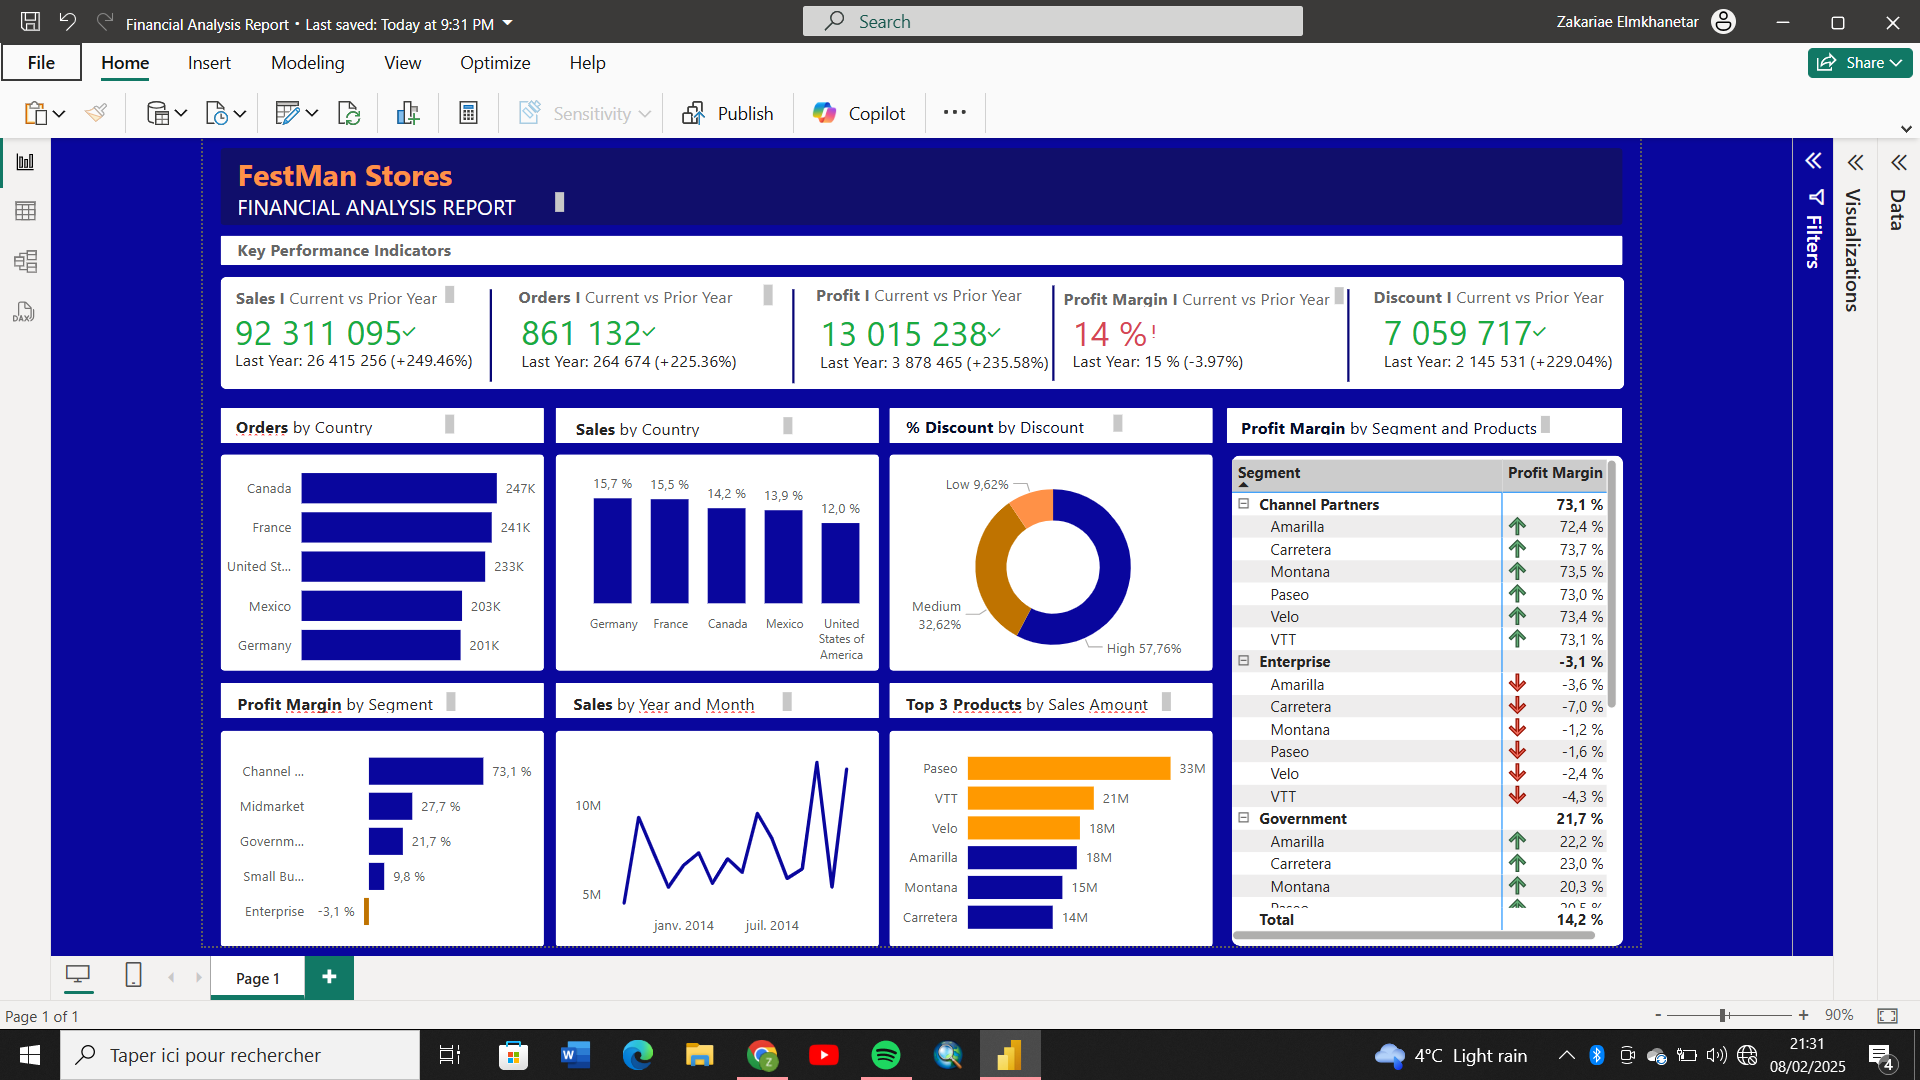 Financial Analysis Report • Last saved: Today at 9:31 PM
Search
Zakariae Elmkhanetar
File
Home
Insert
Modeling
View
Optimize
Help
Share
Sensitivity
Publish
Copilot
FestMan Stores
FINANCIAL ANALYSIS REPORT
Key Performance Indicators
Sales I Current vs Prior Year
92 311 095
Last Year: 26 415 256 (+249.46%)
Orders I Current vs Prior Year
861 132
Last Year: 264 674 (+225.36%)
Profit I Current vs Prior Year
13 015 238
Last Year: 3 878 465 (+235.58%)
Profit Margin I Current vs Prior Year
14 %!
Last Year: 15 % (-3.97%)
Discount I Current vs Prior Year
7 059 717
Last Year: 2 145 531 (+229.04%)
Orders by Country
Canada 247K
France 241K
United St... 233K
Mexico 203K
Germany 201K
Sales by Country
15,7 %
15,5 %
14,2 %
13,9 %
12,0 %
Germany
France
Canada
Mexico
United
States of
America
% Discount by Discount
Low 9,62%
Medium
32,62%
High 57,76%
Profit Margin by Segment and Products
Segment Profit Margin
Channel Partners 73,1 %
Amarilla 72,4 %
Carretera 73,7 %
Montana 73,5 %
Paseo 73,0 %
Velo 73,4 %
VTT 73,1 %
Enterprise -3,1 %
Amarilla -3,6 %
Carretera -7,0 %
Montana -1,2 %
Paseo -1,6 %
Velo -2,4 %
VTT -4,3 %
Government 21,7 %
Amarilla 22,2 %
Carretera 23,0 %
Montana 20,3 %
Paseo 20,5 %
Total 14,2 %
Profit Margin by Segment
Channel ... 73,1 %
Midmarket 27,7 %
Governm... 21,7 %
Small Bu... 9,8 %
Enterprise -3,1 %
Sales by Year and Month
10M
5M
janv. 2014
juil. 2014
Top 3 Products by Sales Amount
Paseo 33M
VTT 21M
Velo 18M
Amarilla 18M
Montana 15M
Carretera 14M
Filters
Visualizations
Data
DAX
Page 1
+
Page 1 of 1
- + 90%
Taper ici pour rechercher
4°C Light rain
21:31
08/02/2025
4